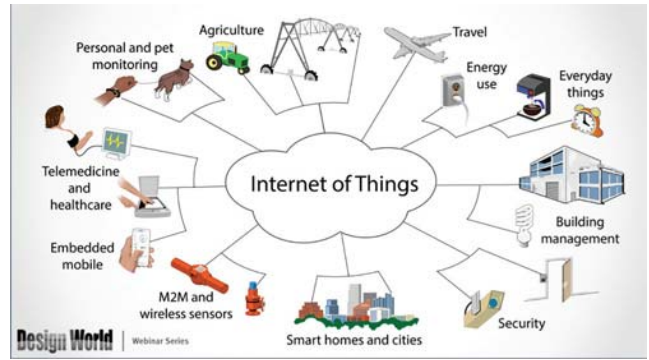 Personal and pet
monitoring
Agriculture
Travel
Energy
use
Everyday
things
Telemedicine
and
healthcare
Internet of Things
Building
management
Embedded
mobile
M2M and
wireless sensors
Smart homes and cities
Security
Design World
Webinar Series